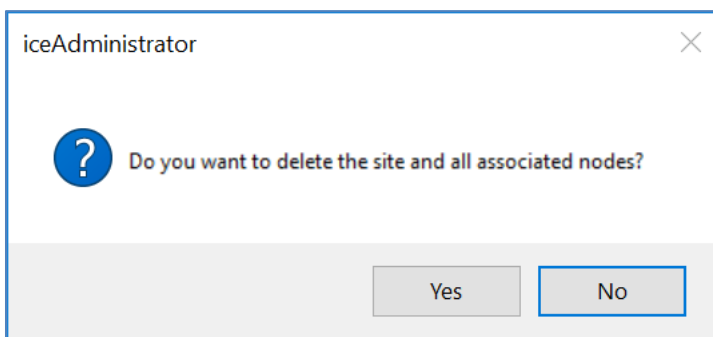 iceAdministrator
Do you want to delete the site and all associated nodes?
Yes No